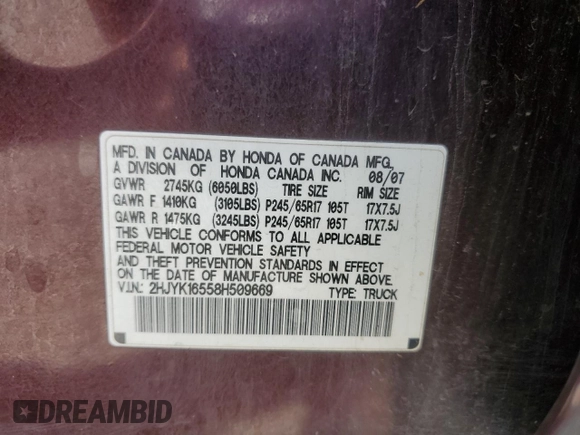 MFD. IN CANADA BY HONDA OF CANADA MFG.
A DIVISION OF HONDA CANADA INC. 08/07
GVWR 2745KG (6050LBS) TIRE SIZE RIM SIZE
GAWR F 1410KG (3105LBS) P245/65R17 105T 17X7.5J
GAWR R 1475KG (3245LBS) P245/65R17 105T 17X7.5J
THIS VEHICLE CONFORMS TO ALL APPLICABLE
FEDERAL MOTOR VEHICLE SAFETY
AND THEFT PREVENTION STANDARDS IN EFFECT
ON THE DATE OF MANUFACTURE SHOWN ABOVE.
V.I.N.: 2HJYK16558H509669 TYPE: TRUCK
DREAMBID